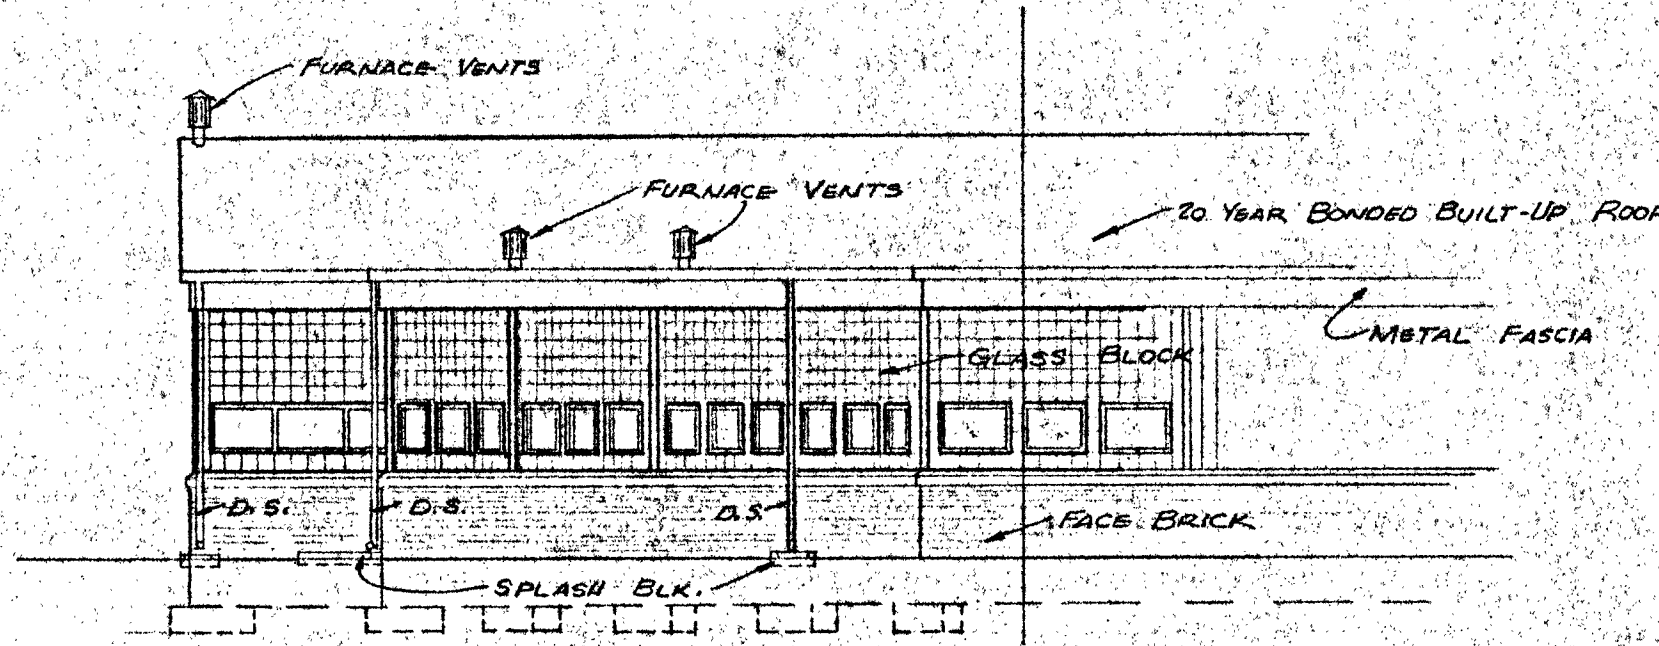 FURNACE VENTS
FURNACE VENTS
20 YEAR BONDED BUILT-UP ROOF
METAL FASCIA
GLASS BLOCK
D.S.
D.S.
D.S.
FACE BRICK
SPLASH BLK.